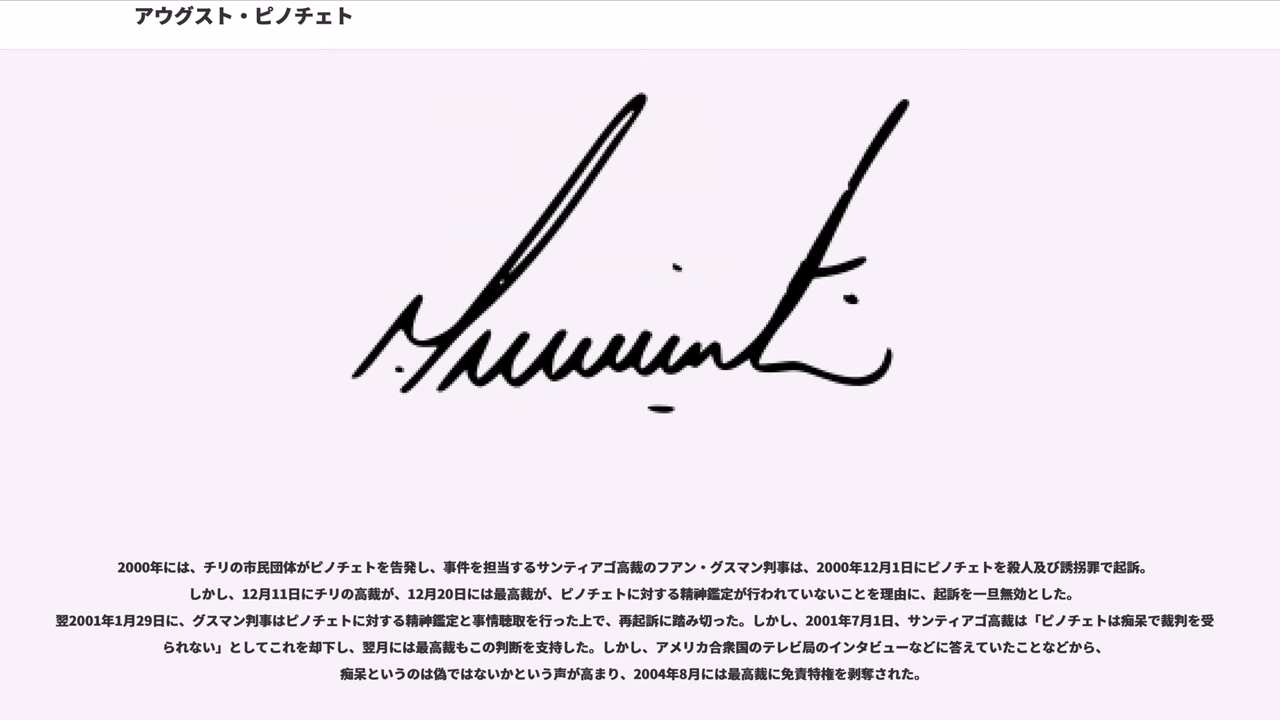 アウグスト・ピノチェト
2000年には、チリの市民団体がピノチェトを告発し、事件を担当するサンティアゴ高裁のフアン・グスマン判事は、2000年12月1日にピノチェトを殺人及び誘拐罪で起訴。
しかし、12月11日にチリの高裁が、12月20日には最高裁が、ピノチェトに対する精神鑑定が行われていないことを理由に、起訴を一旦無効とした。
翌2001年1月29日に、グスマン判事はピノチェトに対する精神鑑定と事情聴取を行った上で、再起訴に踏み切った。しかし、2001年7月1日、サンティアゴ高裁は「ピノチェトは痴呆で裁判を受
られない」としてこれを却下し、翌月には最高裁もこの判断を支持した。しかし、アメリカ合衆国のテレビ局のインタビューなどに答えていたことなどから、
痴呆というのは偽ではないかという声が高まり、2004年8月には最高裁に免責特権を剥奪された。